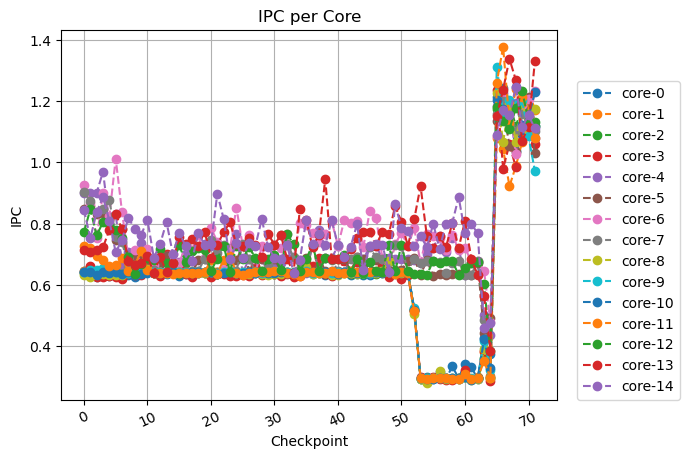 IPC per Core
1.4
1.2
1.0
0.8
0.6
0.4
IPC
0
10
20
30
40
50
60
70
Checkpoint
core-0
core-1
core-2
core-3
core-4
core-5
core-6
core-7
core-8
core-9
core-10
core-11
core-12
core-13
core-14